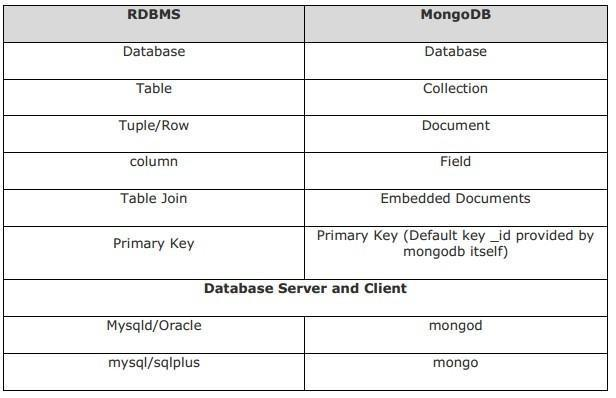 RDBMS MongoDB
Database Database
Table Collection
Tuple/Row Document
column Field
Table Join Embedded Documents
Primary Key Primary Key (Default key _id provided by
mongodb itself)
Database Server and Client
Mysqld/Oracle mongod
mysql/sqlplus mongo